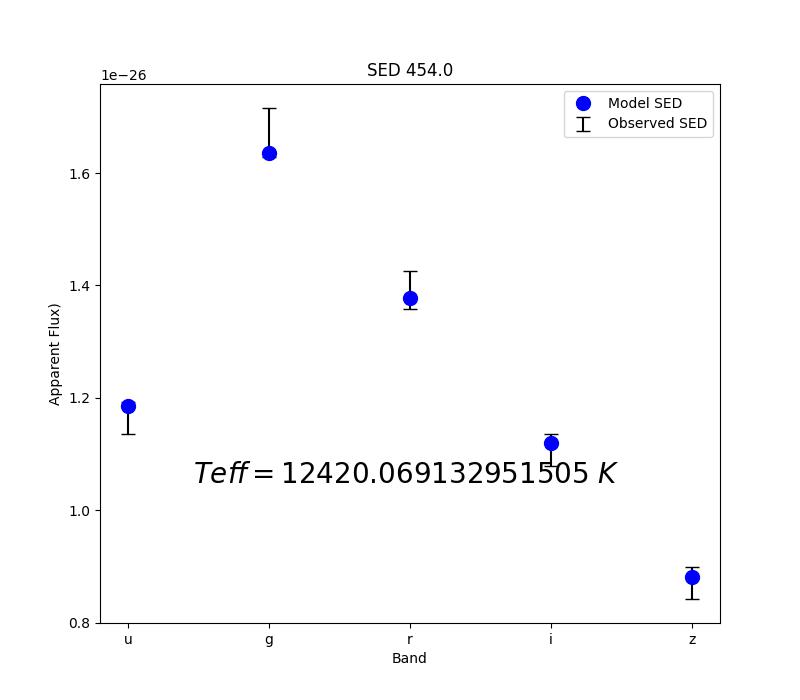 SED 454.0
1e−26
Model SED
Observed SED
1.6
1.4
1.2
1.0
0.8
Apparent Flux)
Teff = 12420.069132951505 K
u g r i z
Band